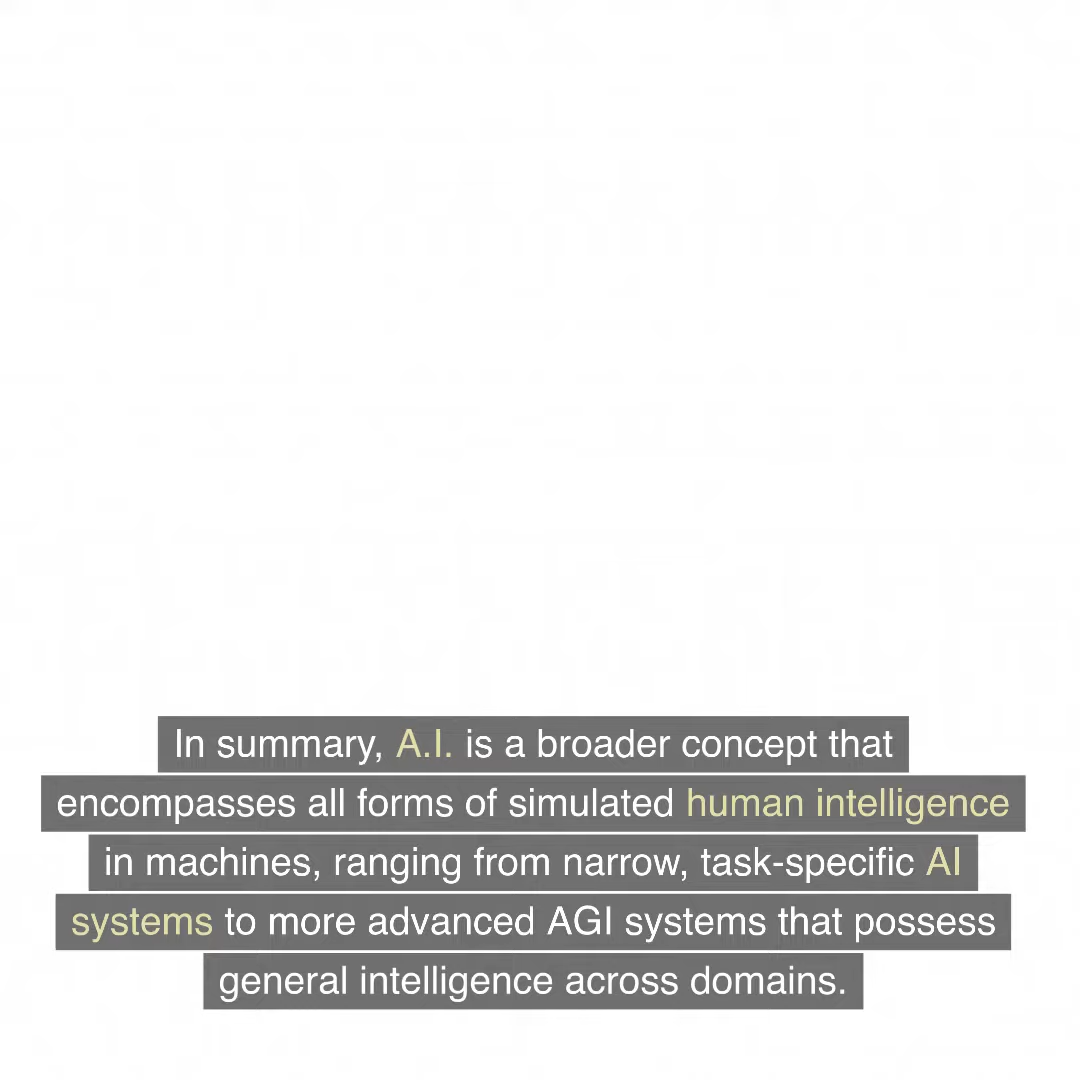 In summary, A.I. is a broader concept that
encompasses all forms of simulated human intelligence
in machines, ranging from narrow, task-specific AI
systems to more advanced AGI systems that possess
general intelligence across domains.